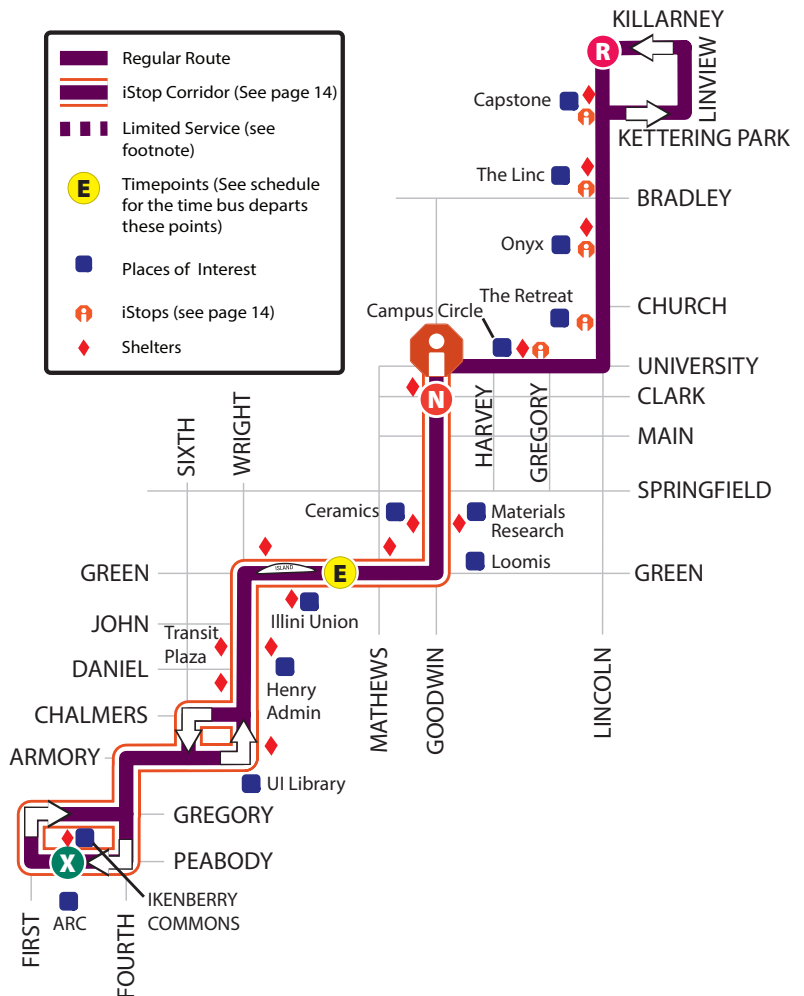 KILLARNEY
R
LINVIEW
KETTERING PARK
Regular Route
iStop Corridor (See page 14)
Limited Service (see
footnote)
E
Timepoints (See schedule
for the time bus departs
these points)
Places of Interest
iStops (see page 14)
Shelters
Capstone
The Linc
BRADLEY
Onyx
The Retreat
Campus Circle
CHURCH
UNIVERSITY
CLARK
N
HARVEY
GREGORY
MAIN
SIXTH
WRIGHT
SPRINGFIELD
Ceramics
Materials
Research
Loomis
GREEN
ISLAND
E
GREEN
Illini Union
JOHN
Transit
Plaza
DANIEL
Henry
Admin
MATHEWS
GOODWIN
LINCOLN
CHALMERS
ARMORY
UI Library
GREGORY
X
PEABODY
IKENBERRY
COMMONS
ARC
FIRST
FOURTH